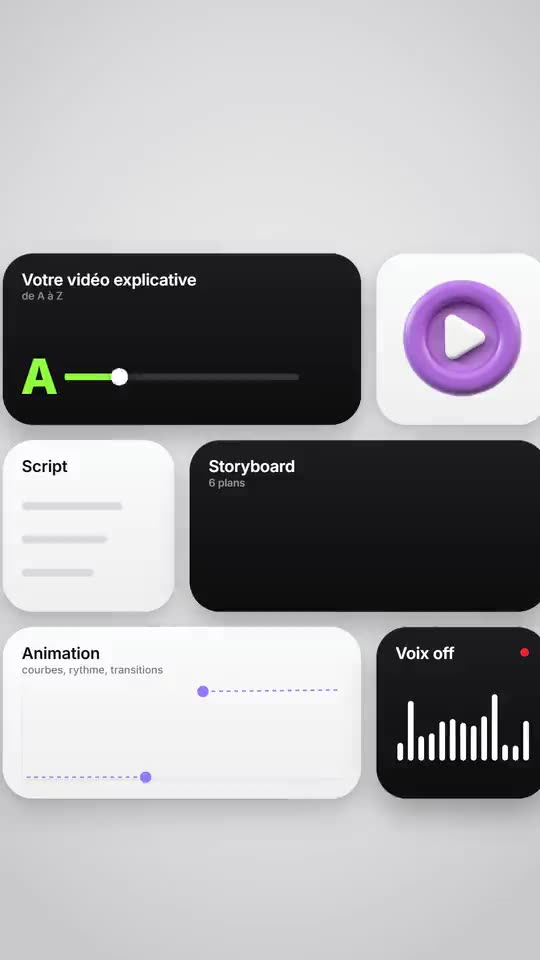 Votre vidéo explicative
de A à Z
A
Script
Storyboard
6 plans
Animation
courbes, rythme, transitions
Voix off